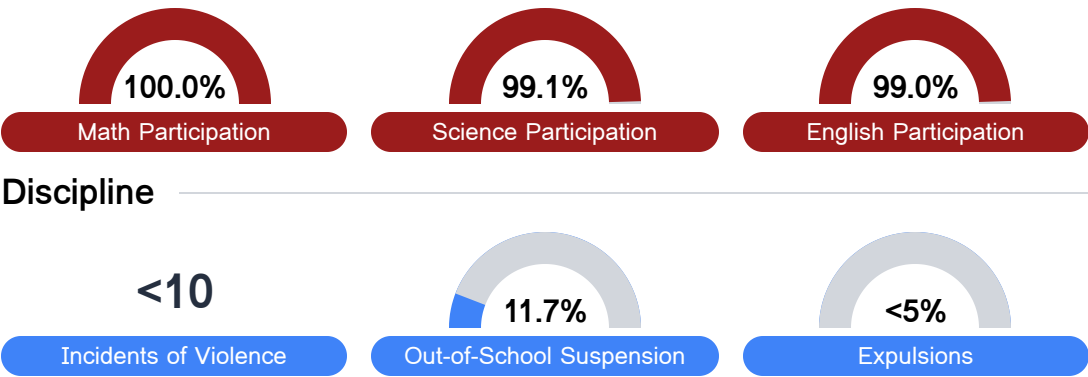 100.0% 99.1% 99.0%
Math Participation Science Participation English Participation
Discipline
<10 11.7% <5%
Incidents of Violence Out-of-School Suspension Expulsions